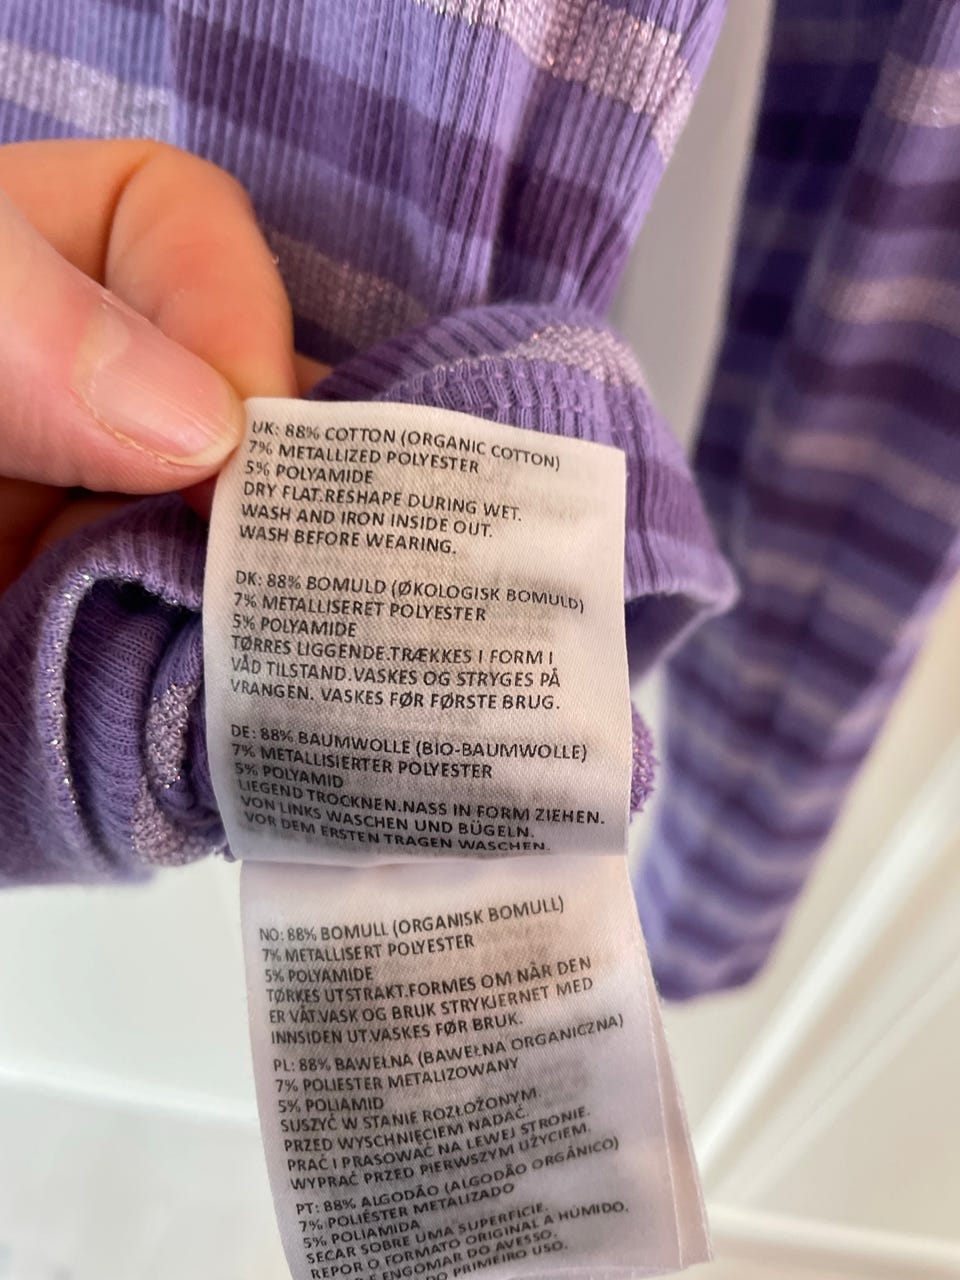 UK: 88% COTTON (ORGANIC COTTON)
7% METALLIZED POLYESTER
5% POLYAMIDE
DRY FLAT.RESHAPE DURING WET.
WASH AND IRON INSIDE OUT.
WASH BEFORE WEARING.
DK: 88% BOMULD (ØKOLOGISK BOMULD)
7% METALLISERET POLYESTER
5% POLYAMIDE
TØRRES LIGGENDE.TRÆKKES I FORM I
VÅD TILSTAND.VASKES OG STRYGES PÅ
VRANGEN. VASKES FØR FØRSTE BRUG.
DE: 88% BAUMWOLLE (BIO-BAUMWOLLE)
7% METALLISIERTER POLYESTER
5% POLYAMID
LIEGEND TROCKNEN.NASS IN FORM ZIEHEN.
VON LINKS WASCHEN UND BÜGELN.
VOR DEM ERSTEN TRAGEN WASCHEN.
NO: 88% BOMULL (ORGANISK BOMULL)
7% METALLISERT POLYESTER
5% POLYAMIDE
TØRKES UTSTRAKT.FORMES OM NÅR DEN
ER VÅT.VASK OG BRUK STRYKJERNET MED
INNSIDEN UT.VASKES FØR BRUK.
PL: 88% BAWEŁNA (BAWEŁNA ORGANICZNA)
7% POLIESTER METALIZOWANY
5% POLIAMID
SUSZYĆ W STANIE ROZŁOŻONYM.
PRZED WYSCHNIĘCIEM NADAĆ.
PRAĆ I PRASOWAĆ NA LEWEJ STRONIE.
WYPRAĆ PRZED PIERWSZYM UŻYCIEM.
PT: 88% ALGODÃO (ALGODÃO ORGÂNICO)
7% POLIÉSTER METALIZADO
5% POLIAMIDA
SECAR SOBRE UMA SUPERFÍCIE.
REPOR O FORMATO ORIGINAL A HÚMIDO.
E ENGOMAR DO AVESSO.
DO PRIMEIRO USO.